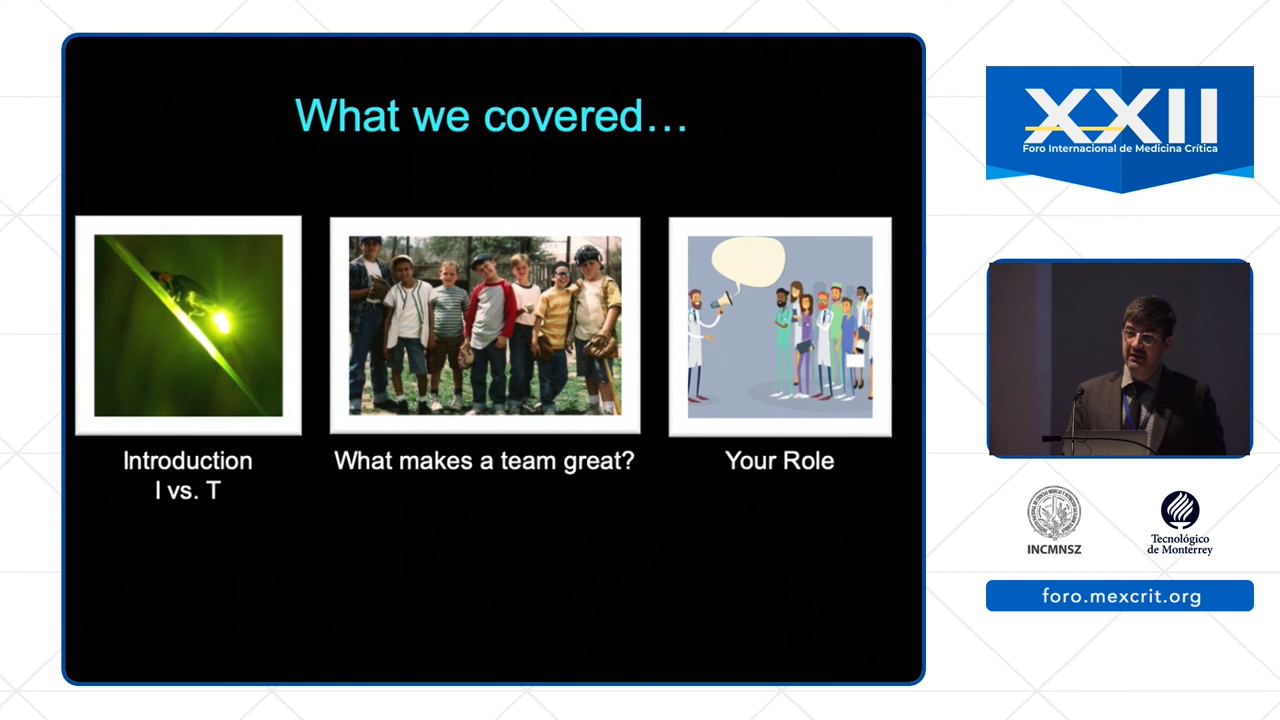 What we covered…
Introduction
I vs. T
What makes a team great?
Your Role
XXII
Foro Internacional de Medicina Crítica
INCMNSZ
Tecnológico
de Monterrey
foro.mexcrit.org